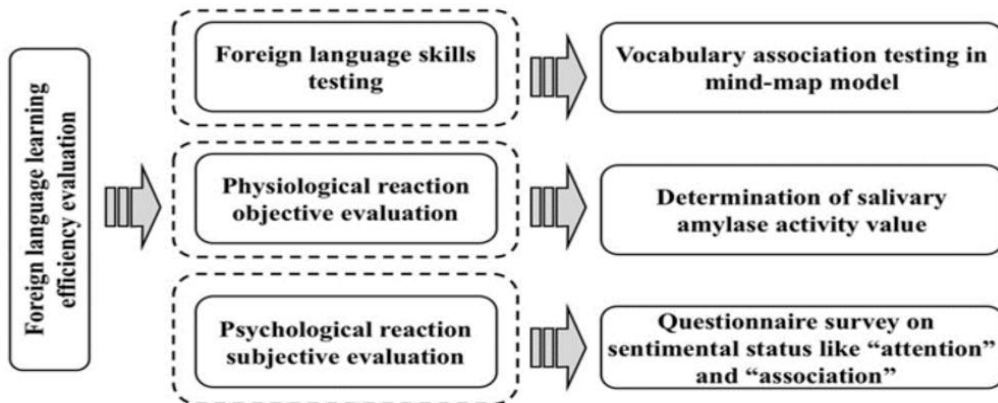 Foreign language learning
efficiency evaluation
Foreign language skills
testing
Vocabulary association testing in
mind-map model
Physiological reaction
objective evaluation
Determination of salivary
amylase activity value
Psychological reaction
subjective evaluation
Questionnaire survey on
sentimental status like “attention”
and “association”